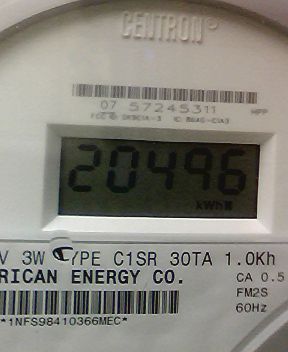 CENTRON®
07 57245311 HPP
20496
kWh
V 3W TYPE C1SR 30TA 1.0Kh
RICAN ENERGY CO. CA 0.5
FM2S
60Hz
*1NFS98410366MEC*